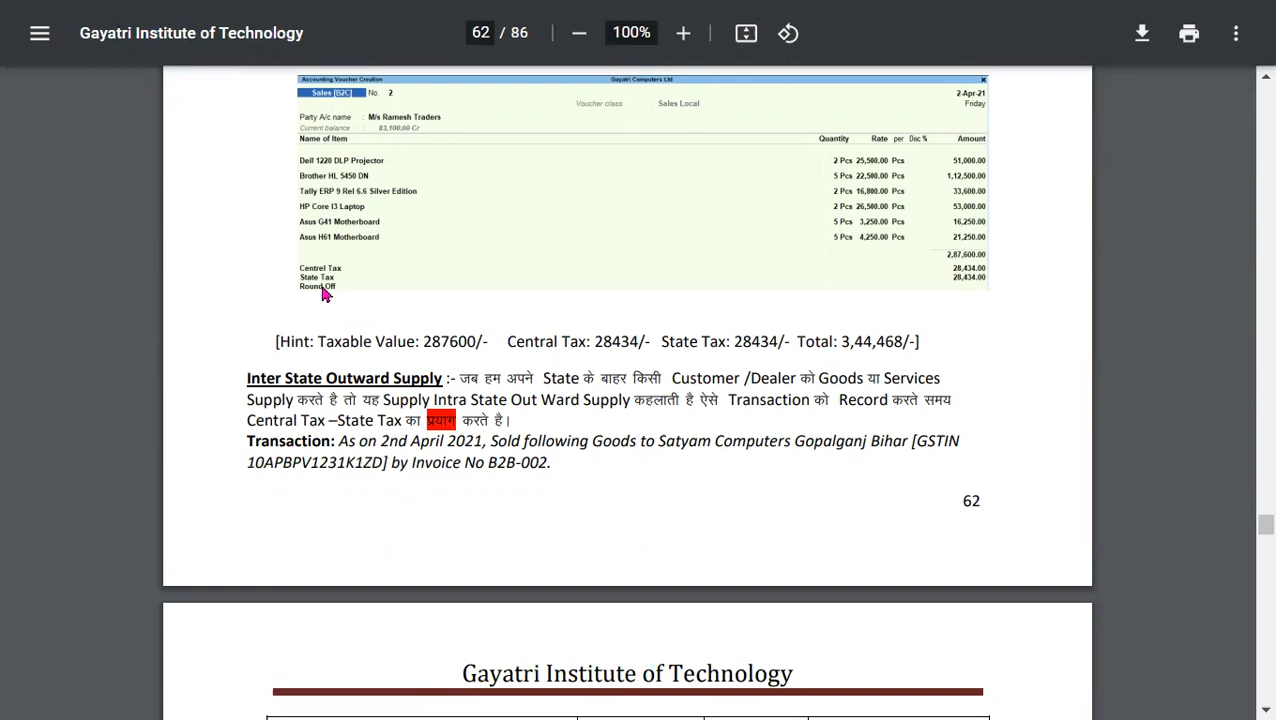 Gayatri Institute of Technology 62 / 86 100%
Accounting Voucher Creation Gayatri Computers Ltd
Sales [B2C] No. 2 2-Apr-21
Voucher class : Sales Local Friday
Party A/c name : M/s Ramesh Traders
Current balance : 83,100.00 Cr
Name of Item Quantity Rate per Disc % Amount
Dell 1220 DLP Projector 2 Pcs 25,500.00 Pcs 51,000.00
Brother HL 5450 DN 5 Pcs 22,500.00 Pcs 1,12,500.00
Tally ERP 9 Rel 6.6 Silver Edition 2 Pcs 16,800.00 Pcs 33,600.00
HP Core I3 Laptop 2 Pcs 26,500.00 Pcs 53,000.00
Asus G41 Motherboard 5 Pcs 3,250.00 Pcs 16,250.00
Asus H61 Motherboard 5 Pcs 4,250.00 Pcs 21,250.00
2,87,600.00
Centrel Tax 28,434.00
State Tax 28,434.00
Round Off
[Hint: Taxable Value: 287600/- Central Tax: 28434/- State Tax: 28434/- Total: 3,44,468/-]
Inter State Outward Supply :- जब हम अपने State के बाहर किसी Customer /Dealer को Goods या Services
Supply करते है तो यह Supply Intra State Out Ward Supply कहलाती है ऐसे Transaction को Record करते समय
Central Tax –State Tax का प्रयाग करते है।
Transaction: As on 2nd April 2021, Sold following Goods to Satyam Computers Gopalganj Bihar [GSTIN
10APBPV1231K1ZD] by Invoice No B2B-002.
62
Gayatri Institute of Technology